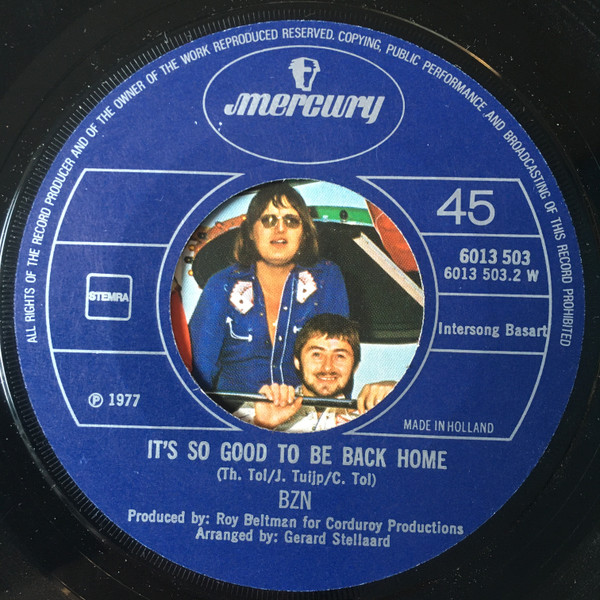 ALL RIGHTS OF THE RECORD PRODUCER AND OF THE OWNER OF THE WORK REPRODUCED RESERVED. COPYING, PUBLIC PERFORMANCE AND BROADCASTING OF THIS RECORD PROHIBITED
mercury
45
6013 503
6013 503.2 W
STEMRA
Intersong Basart
℗ 1977
MADE IN HOLLAND
IT'S SO GOOD TO BE BACK HOME
(Th. Tol/J. Tuijp/C. Tol)
BZN
Produced by: Roy Beltman for Corduroy Productions
Arranged by: Gerard Stellaard